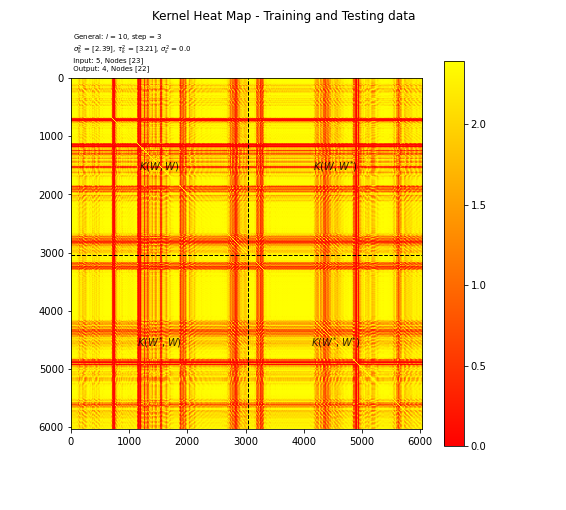 Kernel Heat Map - Training and Testing data
General: l = 10, step = 3
σ²ₖ = [2.39], τ²ₖ = [3.21], σ²ₑ = 0.0
Input: 5, Nodes [23]
Output: 4, Nodes [22]
0
1000
2000
3000
4000
5000
6000
K(W, W)
K(W, W*)
K(W*, W)
K(W*, W*)
0
1000
2000
3000
4000
5000
6000
2.0
1.5
1.0
0.5
0.0